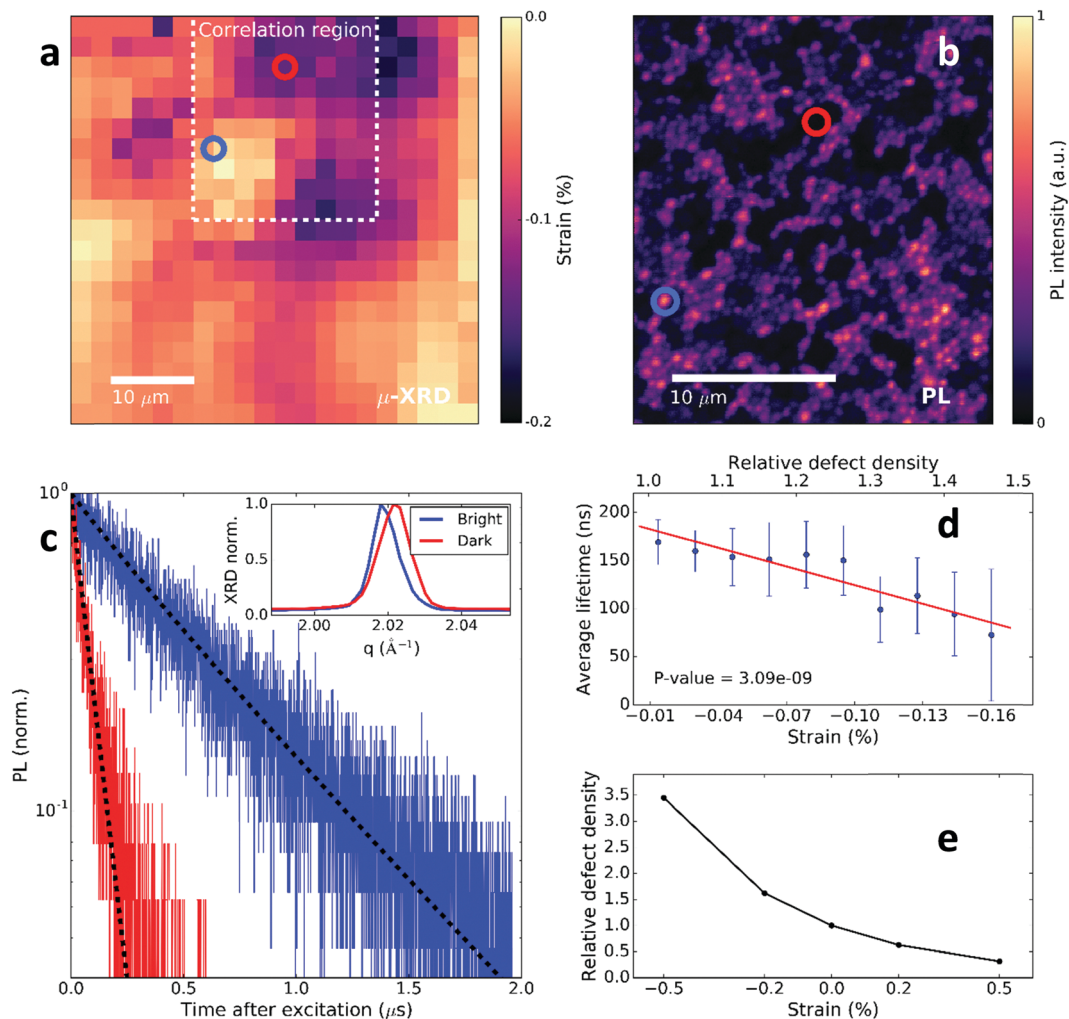 a
Correlation region
10 μm
μ-XRD
0.0
-0.1
-0.2
Strain (%)
b
10 μm
PL
1
0
PL intensity (a.u.)
c
10⁰
10⁻¹
PL (norm.)
0.0 0.5 1.0 1.5 2.0
Time after excitation (μs)
XRD norm.
1.0
0.5
0.0
2.00 2.02 2.04
q (Å⁻¹)
Bright
Dark
Relative defect density
1.0 1.1 1.2 1.3 1.4 1.5
d
Average lifetime (ns)
200
150
100
50
0
P-value = 3.09e-09
−0.01 −0.04 −0.07 −0.10 −0.13 −0.16
Strain (%)
e
Relative defect density
3.5
3.0
2.5
2.0
1.5
1.0
0.5
0.0
−0.5 −0.2 0.0 0.2 0.5
Strain (%)